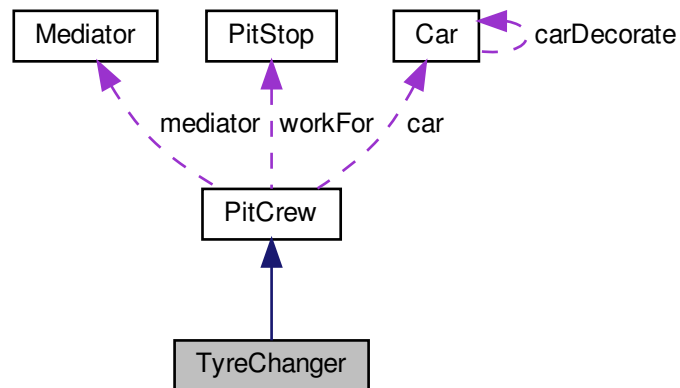 Mediator
PitStop
Car
carDecorate
mediator
workFor
car
PitCrew
TyreChanger